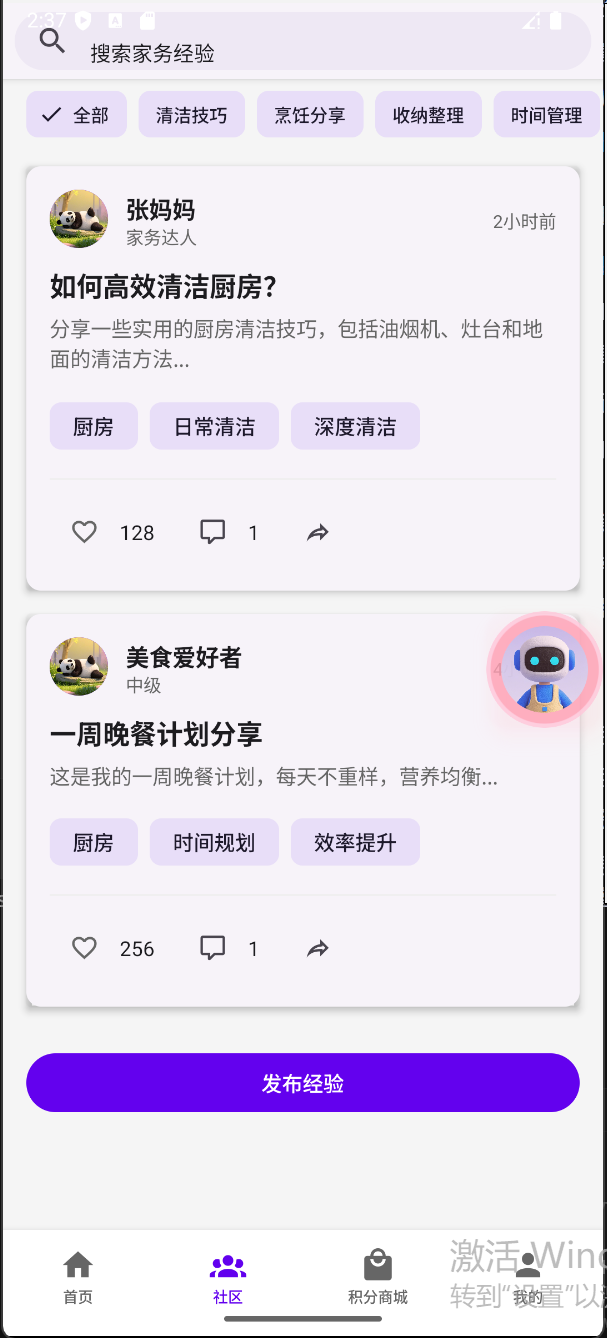 2:37
搜索家务经验
全部 清洁技巧 烹饪分享 收纳整理 时间管理
张妈妈
家务达人
2小时前
如何高效清洁厨房？
分享一些实用的厨房清洁技巧，包括油烟机、灶台和地
面的清洁方法...
厨房 日常清洁 深度清洁
128 1
美食爱好者
中级
4
一周晚餐计划分享
这是我的一周晚餐计划，每天不重样，营养均衡...
厨房 时间规划 效率提升
256 1
发布经验
激活 Wind
转到"设置"以
首页 社区 积分商城 我的